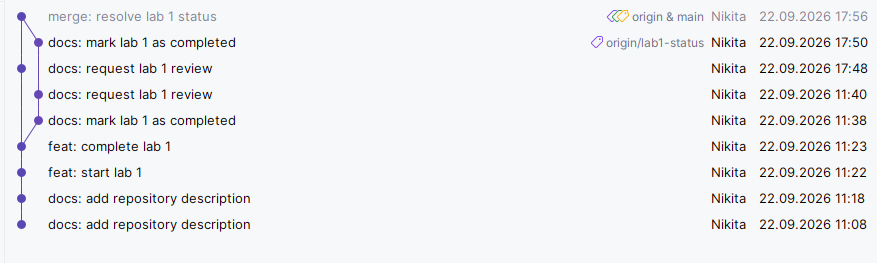 merge: resolve lab 1 status origin & main Nikita 22.09.2026 17:56
docs: mark lab 1 as completed origin/lab1-status Nikita 22.09.2026 17:50
docs: request lab 1 review Nikita 22.09.2026 17:48
docs: request lab 1 review Nikita 22.09.2026 11:40
docs: mark lab 1 as completed Nikita 22.09.2026 11:38
feat: complete lab 1 Nikita 22.09.2026 11:23
feat: start lab 1 Nikita 22.09.2026 11:22
docs: add repository description Nikita 22.09.2026 11:18
docs: add repository description Nikita 22.09.2026 11:08